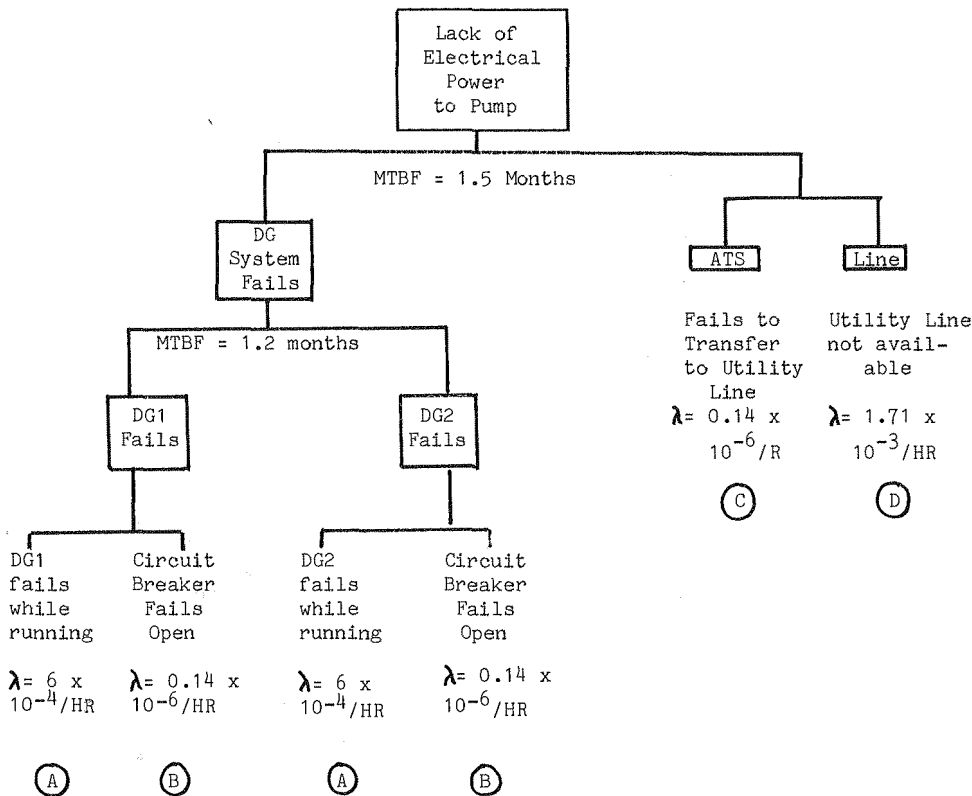 Lack of
Electrical
Power
to Pump
MTBF = 1.5 Months
DG
System
Fails
ATS
Line
MTBF = 1.2 months
Fails to
Transfer
to Utility
Line
λ= 0.14 x
10⁻⁶/R
C
Utility Line
not avail-
able
λ= 1.71 x
10⁻³/HR
D
DG1
Fails
DG2
Fails
DG1
fails
while
running
λ= 6 x
10⁻⁴/HR
A
Circuit
Breaker
Fails
Open
λ= 0.14 x
10⁻⁶/HR
B
DG2
fails
while
running
λ= 6 x
10⁻⁴/HR
A
Circuit
Breaker
Fails
Open
λ= 0.14 x
10⁻⁶/HR
B